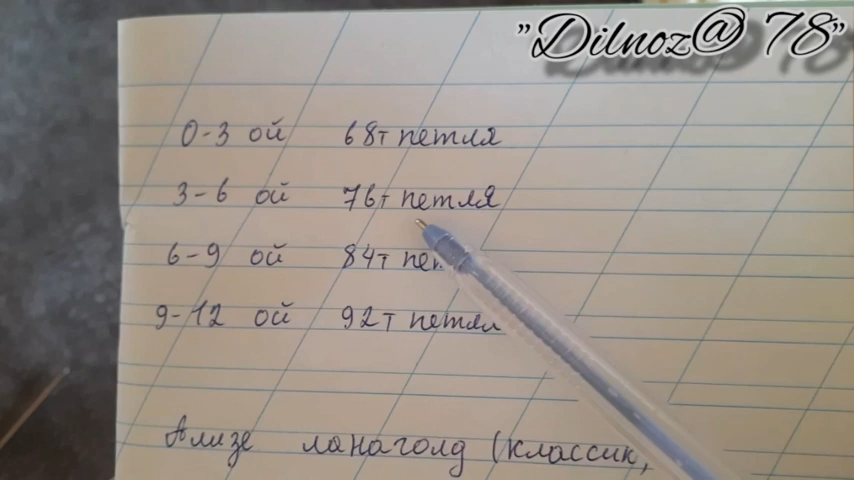 "Dilnoz@ 78"
0-3 ой 68т петля
3-6 ой 76т петля
6-9 ой 84т
9-12 ой 92т петля
Ализе ланаголд (классик,